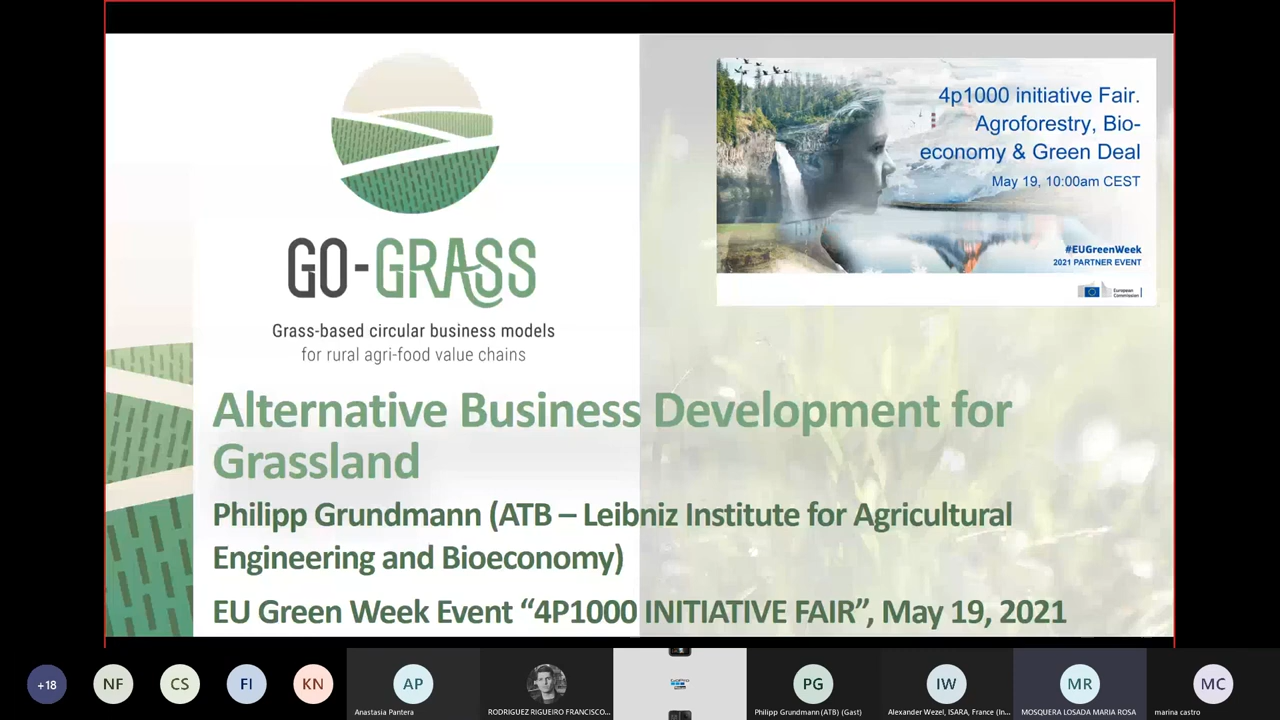 4p1000 initiative Fair.
Agroforestry, Bio-
economy & Green Deal
May 19, 10:00am CEST
#EUGreenWeek
2021 PARTNER EVENT
European
Commission
GO-GRASS
Grass-based circular business models
for rural agri-food value chains
Alternative Business Development for
Grassland
Philipp Grundmann (ATB – Leibniz Institute for Agricultural
Engineering and Bioeconomy)
EU Green Week Event “4P1000 INITIATIVE FAIR”, May 19, 2021
+18
NF
CS
FI
KN
AP
GoPro
PG
IW
MR
MC
Anastasia Pantera
RODRIGUEZ RIGUEIRO FRANCISCO...
Philipp Grundmann (ATB) (Gast)
Alexander Wezel, ISARA, France (In...
MOSQUERA LOSADA MARIA ROSA
marina castro